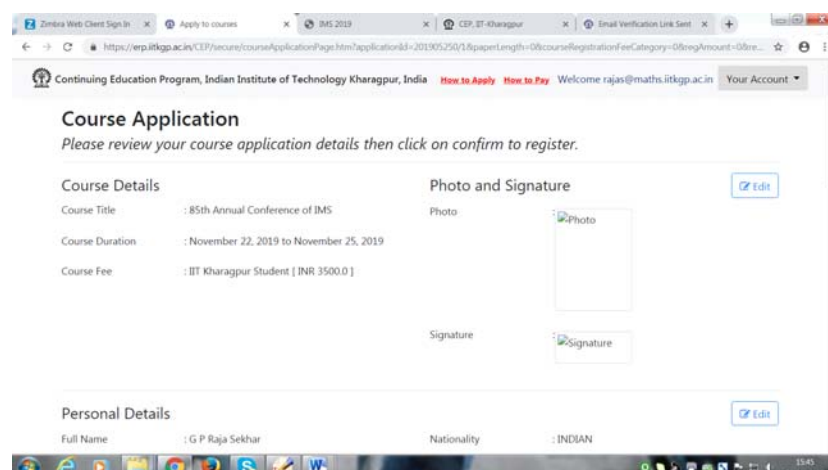 Zimbra Web Client Sign In
Apply to courses
IMS 2019
CEP, IIT-Kharagpur
Email Verification Link Sent
https://erp.iitkgp.ac.in/CEP/secure/courseApplicationPage.htm?applicationId=201905250/1&paperLength=0&courseRegistrationFeeCategory=0&regAmount=0&tre...
Continuing Education Program, Indian Institute of Technology Kharagpur, India How to Apply How to Pay Welcome rajas@maths.iitkgp.ac.in Your Account
Course Application
Please review your course application details then click on confirm to register.
Course Details
Course Title : 85th Annual Conference of IMS
Course Duration : November 22, 2019 to November 25, 2019
Course Fee : IIT Kharagpur Student [ INR 3500.0 ]
Photo and Signature Edit
Photo : Photo
Signature : Signature
Personal Details Edit
Full Name : G P Raja Sekhar Nationality : INDIAN
15:45